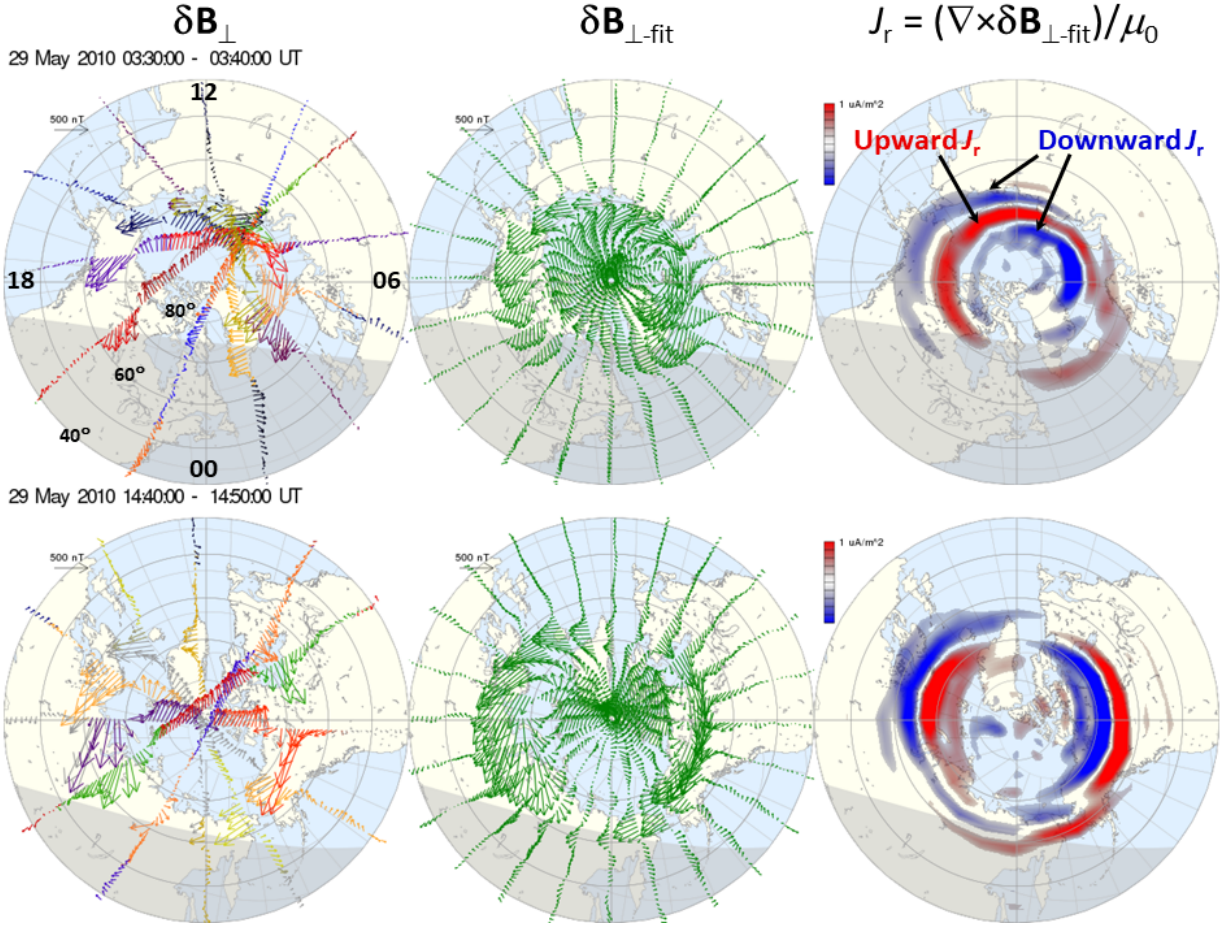 δB⊥
δB⊥-fit
Jr = (∇×δB⊥-fit)/μ0
29 May 2010 03:30:00 - 03:40:00 UT
12
500 nT
18
06
80°
60°
40°
00
500 nT
1 uA/m^2
Upward Jr
Downward Jr
29 May 2010 14:40:00 - 14:50:00 UT
500 nT
500 nT
1 uA/m^2